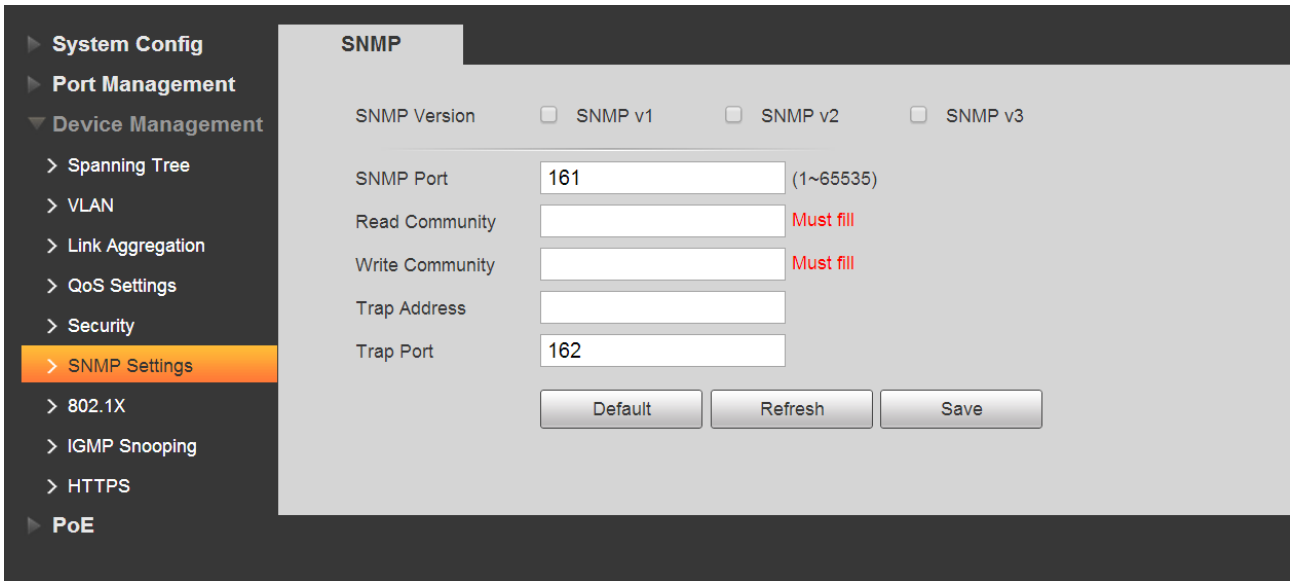 System Config
Port Management
Device Management
Spanning Tree
VLAN
Link Aggregation
QoS Settings
Security
SNMP Settings
802.1X
IGMP Snooping
HTTPS
PoE
SNMP
SNMP Version SNMP v1 SNMP v2 SNMP v3
SNMP Port 161 (1~65535)
Read Community Must fill
Write Community Must fill
Trap Address
Trap Port 162
Default Refresh Save